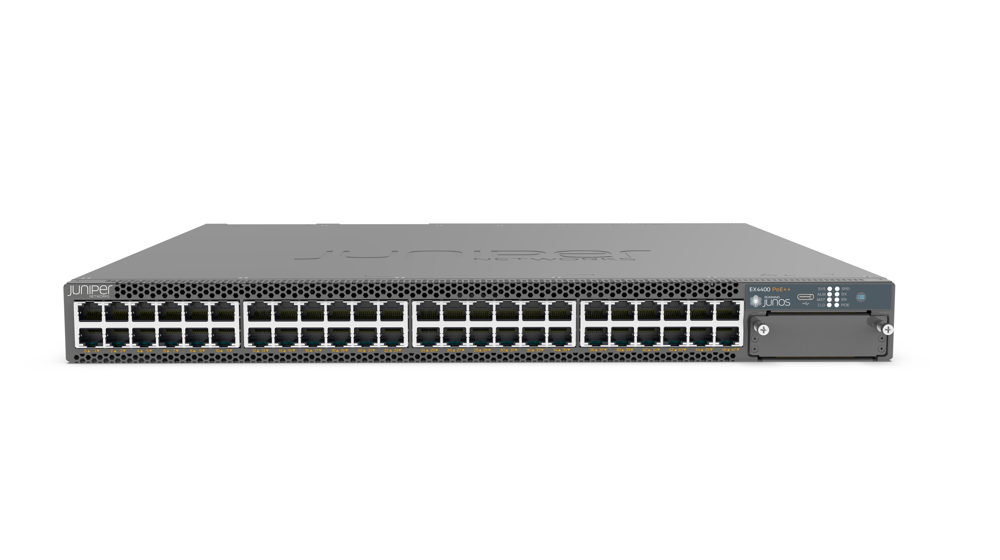 JUNIPer
NETWORKS
JUNIPer
NETWORKS
EX4400 PoE++
RUNNING
JUNOS
SYS SPD
ALM DX
MST EN
CLD POE
0▲ 1▼ 2▲ 3▼ 4▲ 5▼ 6▲ 7▼ 8▲ 9▼ 10▲ 11▼ 12▲ 13▼ 14▲ 15▼ 16▲ 17▼ 18▲ 19▼ 20▲ 21▼ 22▲ 23▼ 24▲ 25▼ 26▲ 27▼ 28▲ 29▼ 30▲ 31▼ 32▲ 33▼ 34▲ 35▼ 36▲ 37▼ 38▲ 39▼ 40▲ 41▼ 42▲ 43▼ 44▲ 45▼ 46▲ 47▼